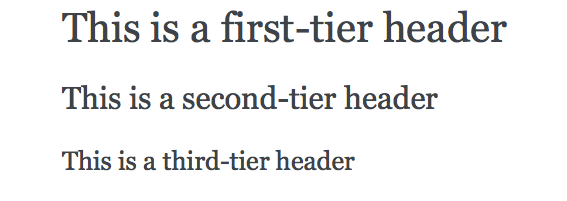 This is a first-tier header
This is a second-tier header
This is a third-tier header